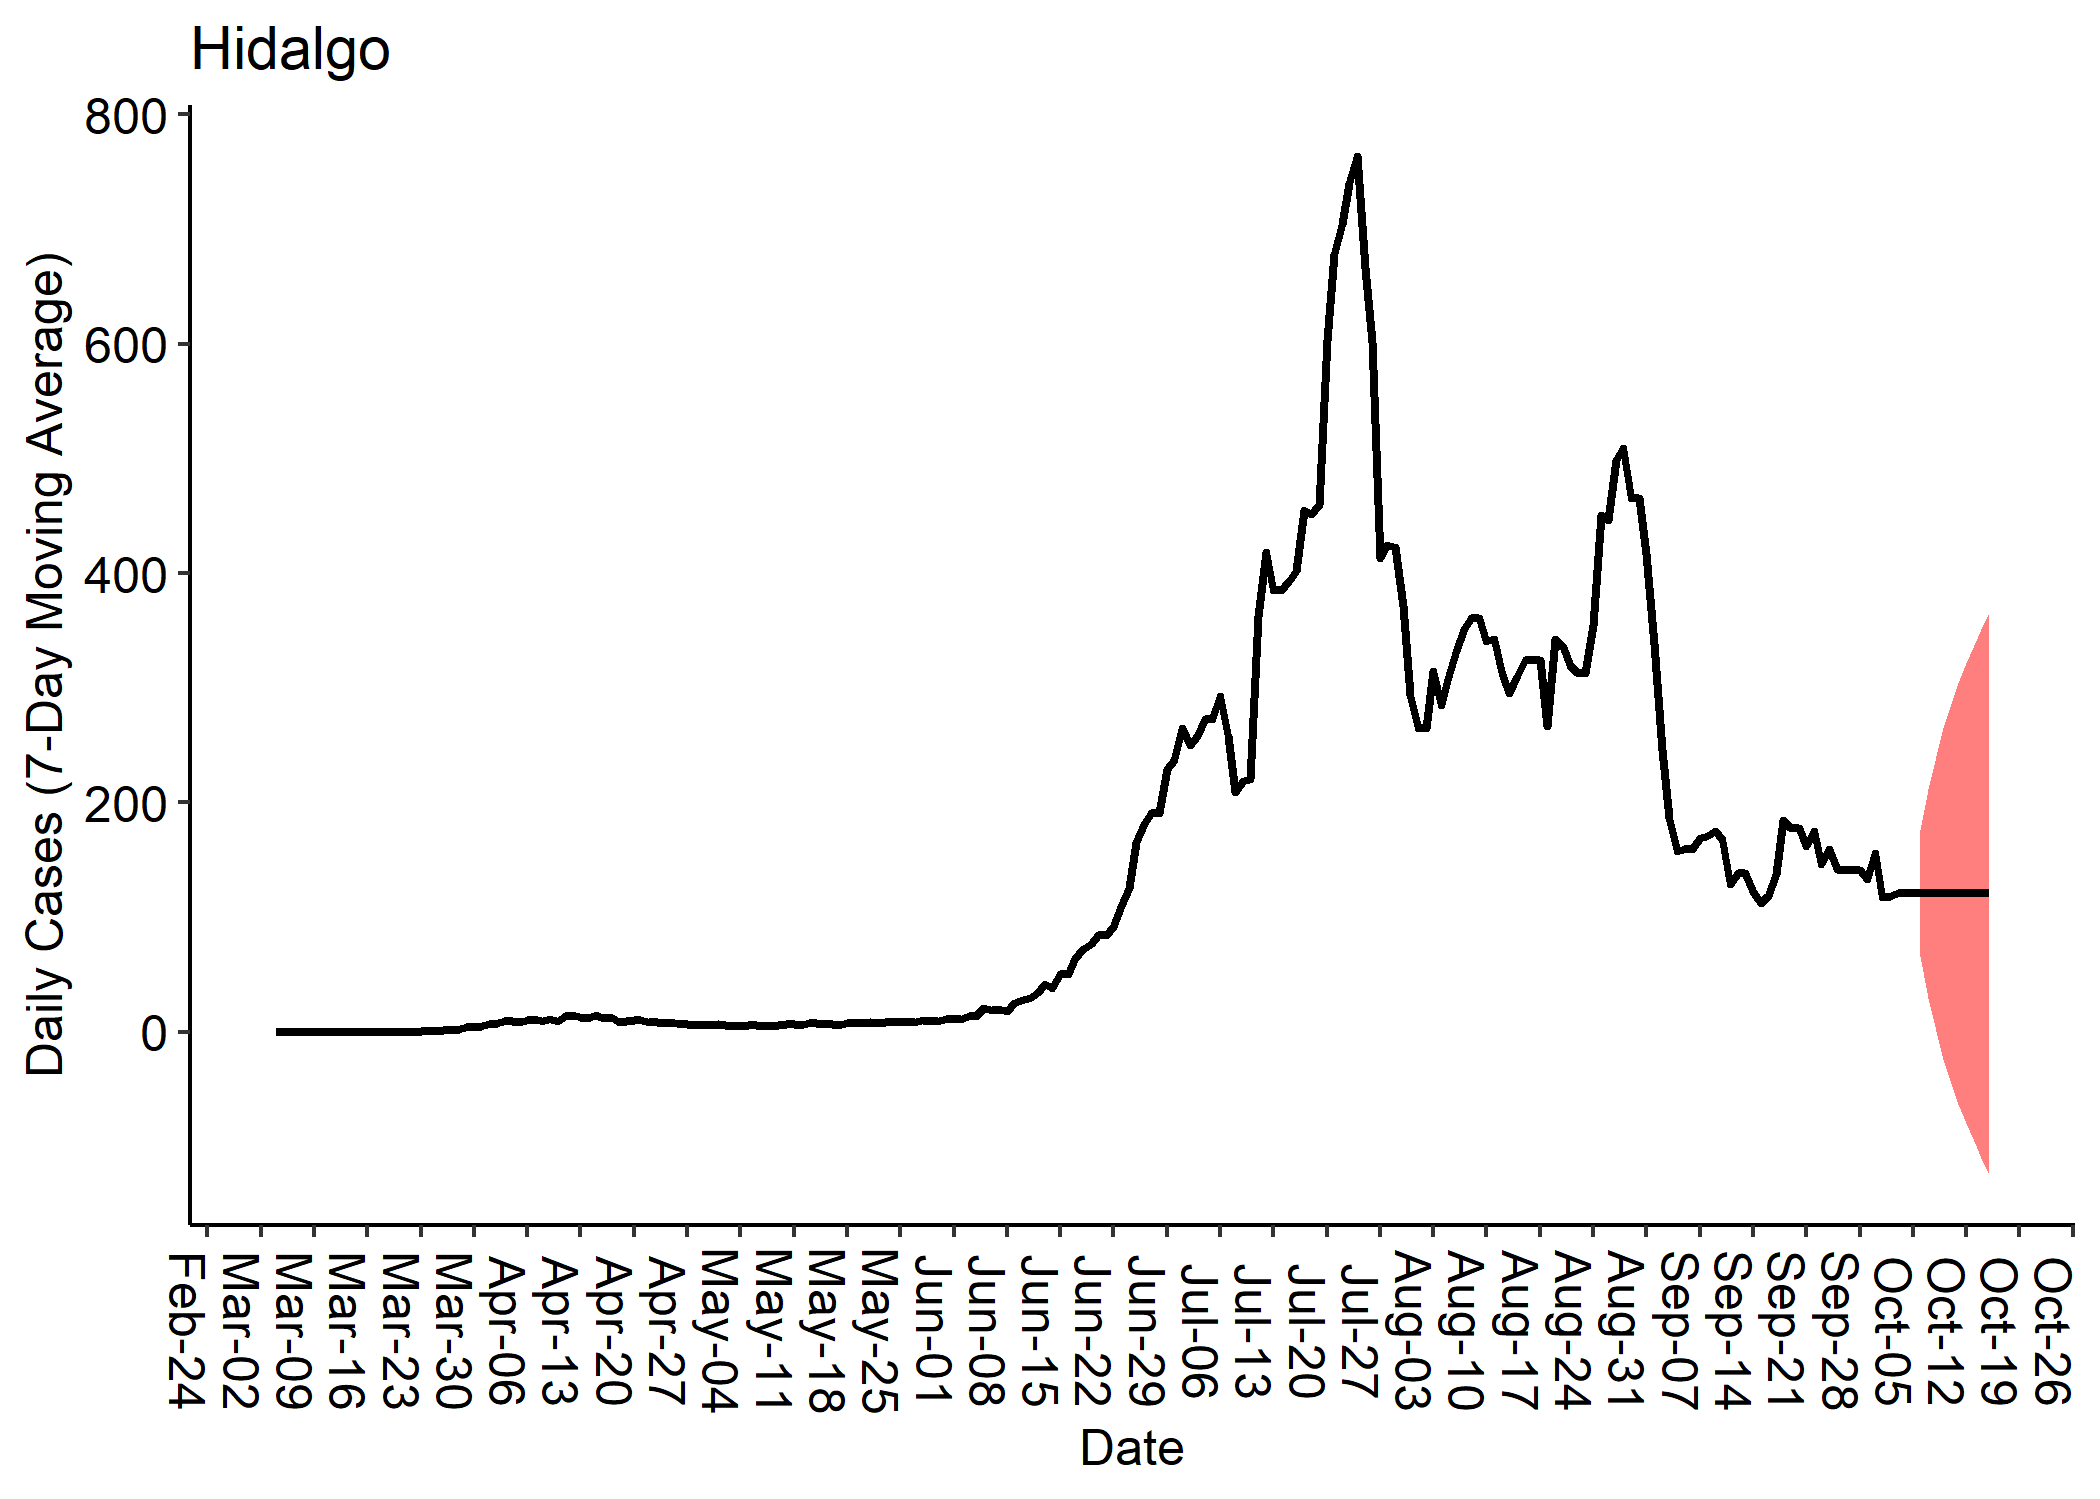 Hidalgo
800
600
400
200
0
Daily Cases (7-Day Moving Average)
Feb-24
Mar-02
Mar-09
Mar-16
Mar-23
Mar-30
Apr-06
Apr-13
Apr-20
Apr-27
May-04
May-11
May-18
May-25
Jun-01
Jun-08
Jun-15
Jun-22
Jun-29
Jul-06
Jul-13
Jul-20
Jul-27
Aug-03
Aug-10
Aug-17
Aug-24
Aug-31
Sep-07
Sep-14
Sep-21
Sep-28
Oct-05
Oct-12
Oct-19
Oct-26
Date